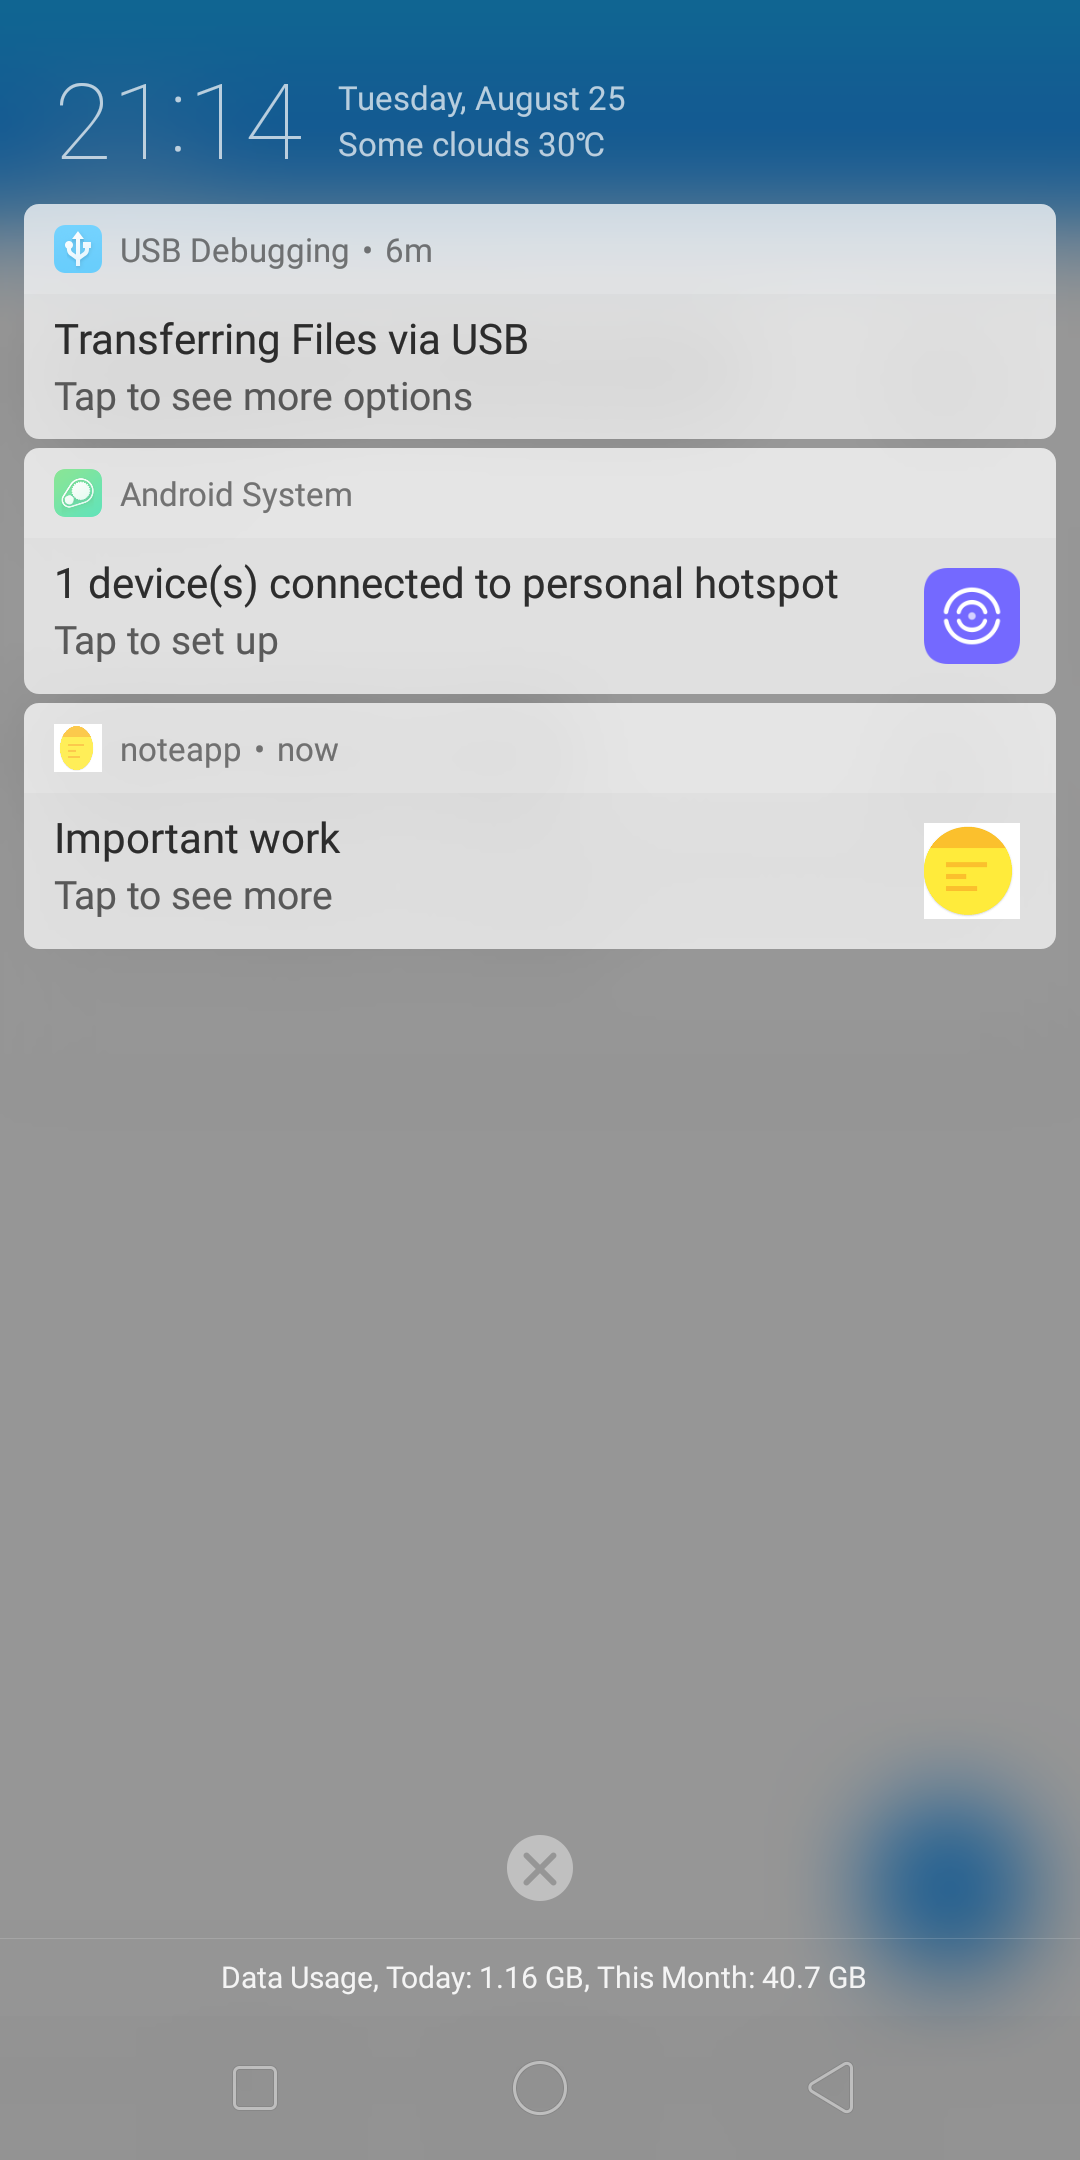 21:14
Tuesday, August 25
Some clouds 30℃
USB Debugging • 6m
Transferring Files via USB
Tap to see more options
Android System
1 device(s) connected to personal hotspot
Tap to set up
noteapp • now
Important work
Tap to see more
Data Usage, Today: 1.16 GB, This Month: 40.7 GB